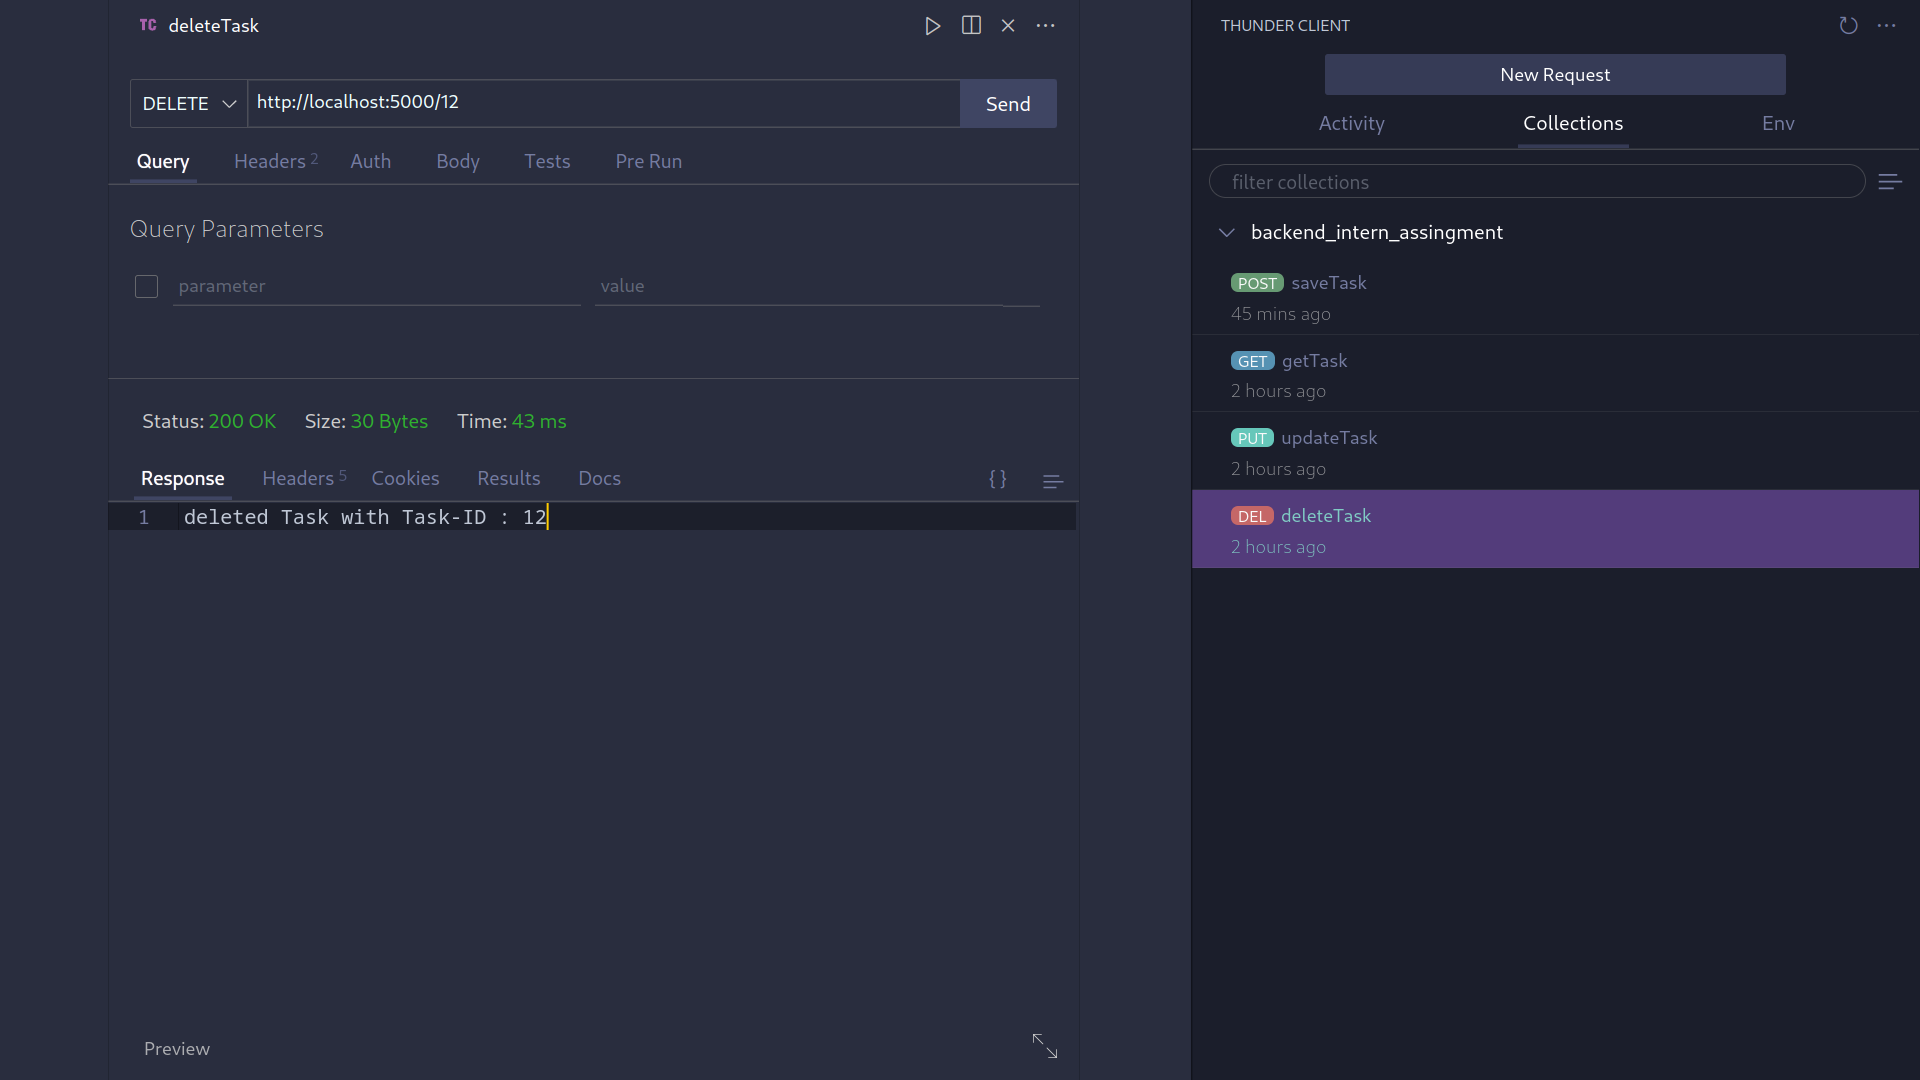 TC deleteTask
DELETE http://localhost:5000/12 Send
Query Headers 2 Auth Body Tests Pre Run
Query Parameters
parameter value
Status: 200 OK Size: 30 Bytes Time: 43 ms
Response Headers 5 Cookies Results Docs {}
1 deleted Task with Task-ID : 12
Preview
THUNDER CLIENT
New Request
Activity Collections Env
filter collections
backend_intern_assingment
POST saveTask
45 mins ago
GET getTask
2 hours ago
PUT updateTask
2 hours ago
DEL deleteTask
2 hours ago